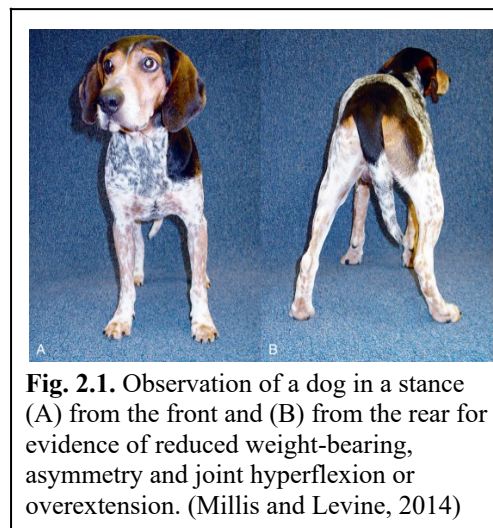 A
B
Fig. 2.1. Observation of a dog in a stance
(A) from the front and (B) from the rear for
evidence of reduced weight-bearing,
asymmetry and joint hyperflexion or
overextension. (Millis and Levine, 2014)